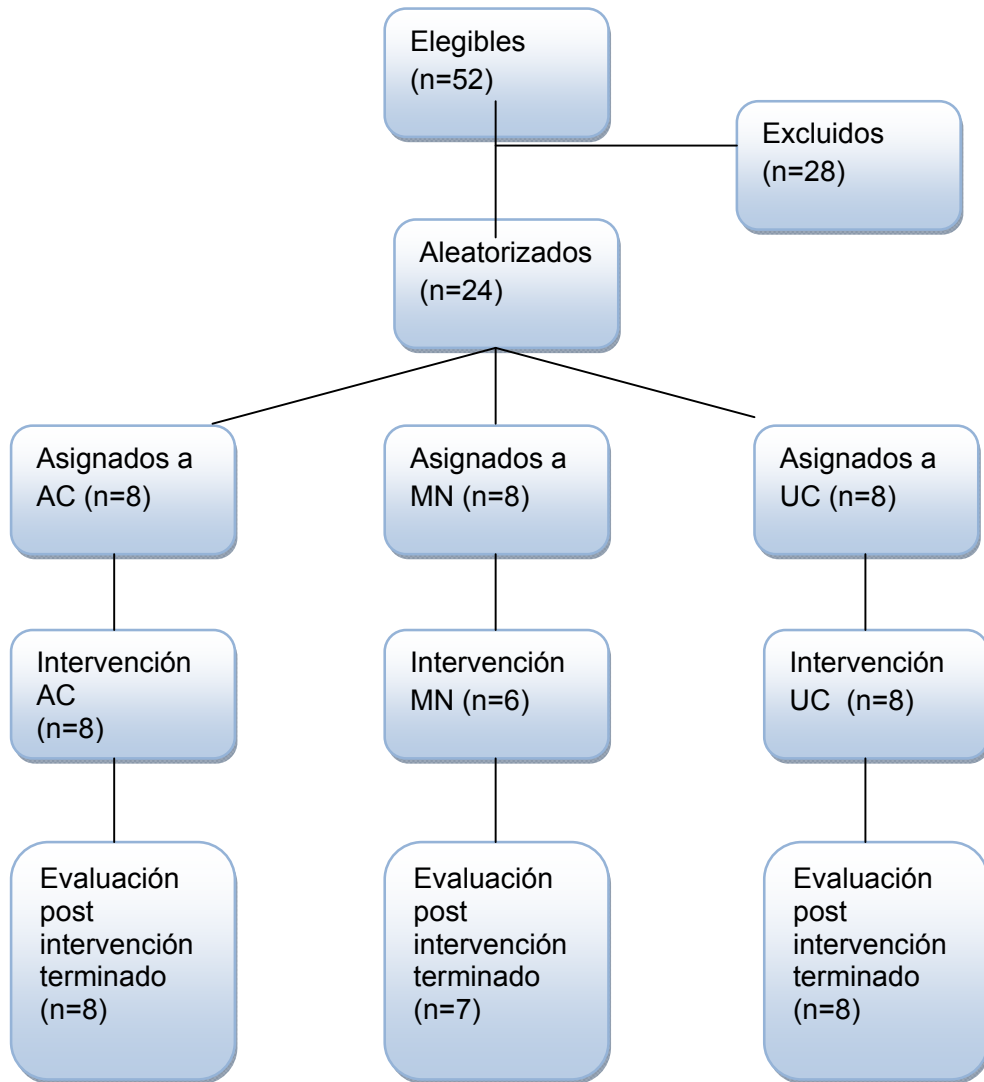 Elegibles
(n=52)
Excluidos
(n=28)
Aleatorizados
(n=24)
Asignados a
AC (n=8)
Asignados a
MN (n=8)
Asignados a
UC (n=8)
Intervención
AC
(n=8)
Intervención
MN (n=6)
Intervención
UC (n=8)
Evaluación
post
intervención
terminado
(n=8)
Evaluación
post
intervención
terminado
(n=7)
Evaluación
post
intervención
terminado
(n=8)